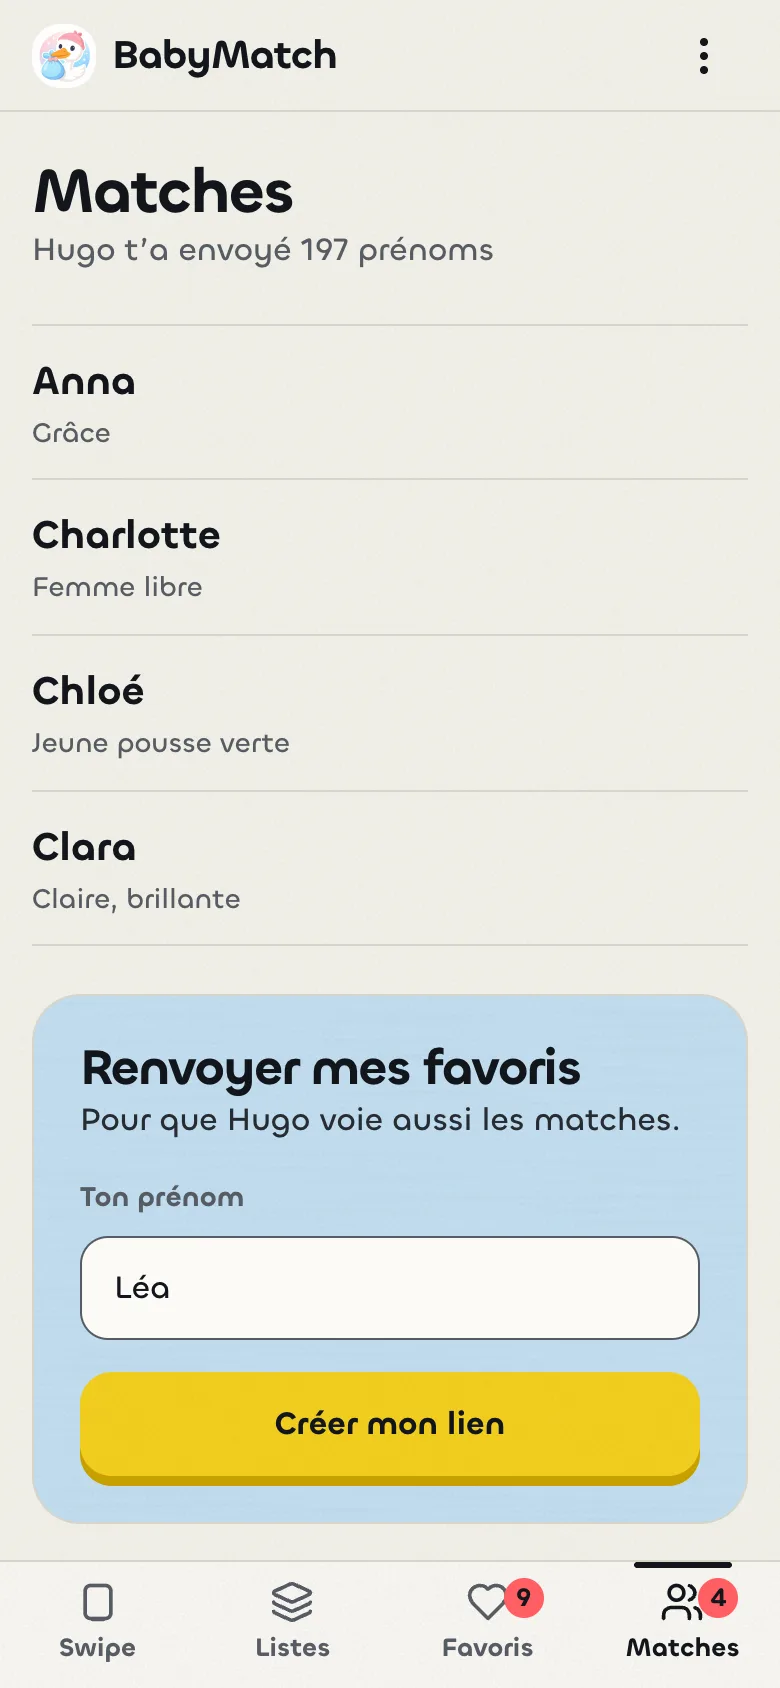 BabyMatch
Matches
Hugo t’a envoyé 197 prénoms
Anna
Grâce
Charlotte
Femme libre
Chloé
Jeune pousse verte
Clara
Claire, brillante
Renvoyer mes favoris
Pour que Hugo voie aussi les matches.
Ton prénom
Léa
Créer mon lien
9
4
Swipe
Listes
Favoris
Matches